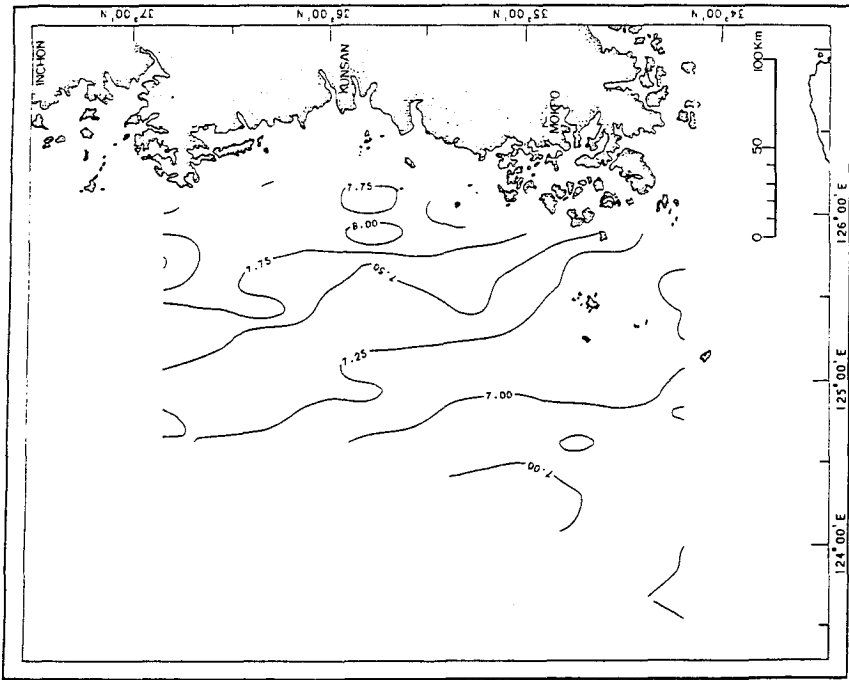 37°00' N
36°00' N
35°00' N
34°00' N
INCHON
KUNSAN
MOKPO
0
50
100Km
7.75
8.00
7.75
7.50
7.25
7.00
7.00
126°00' E
125°00' E
124°00' E